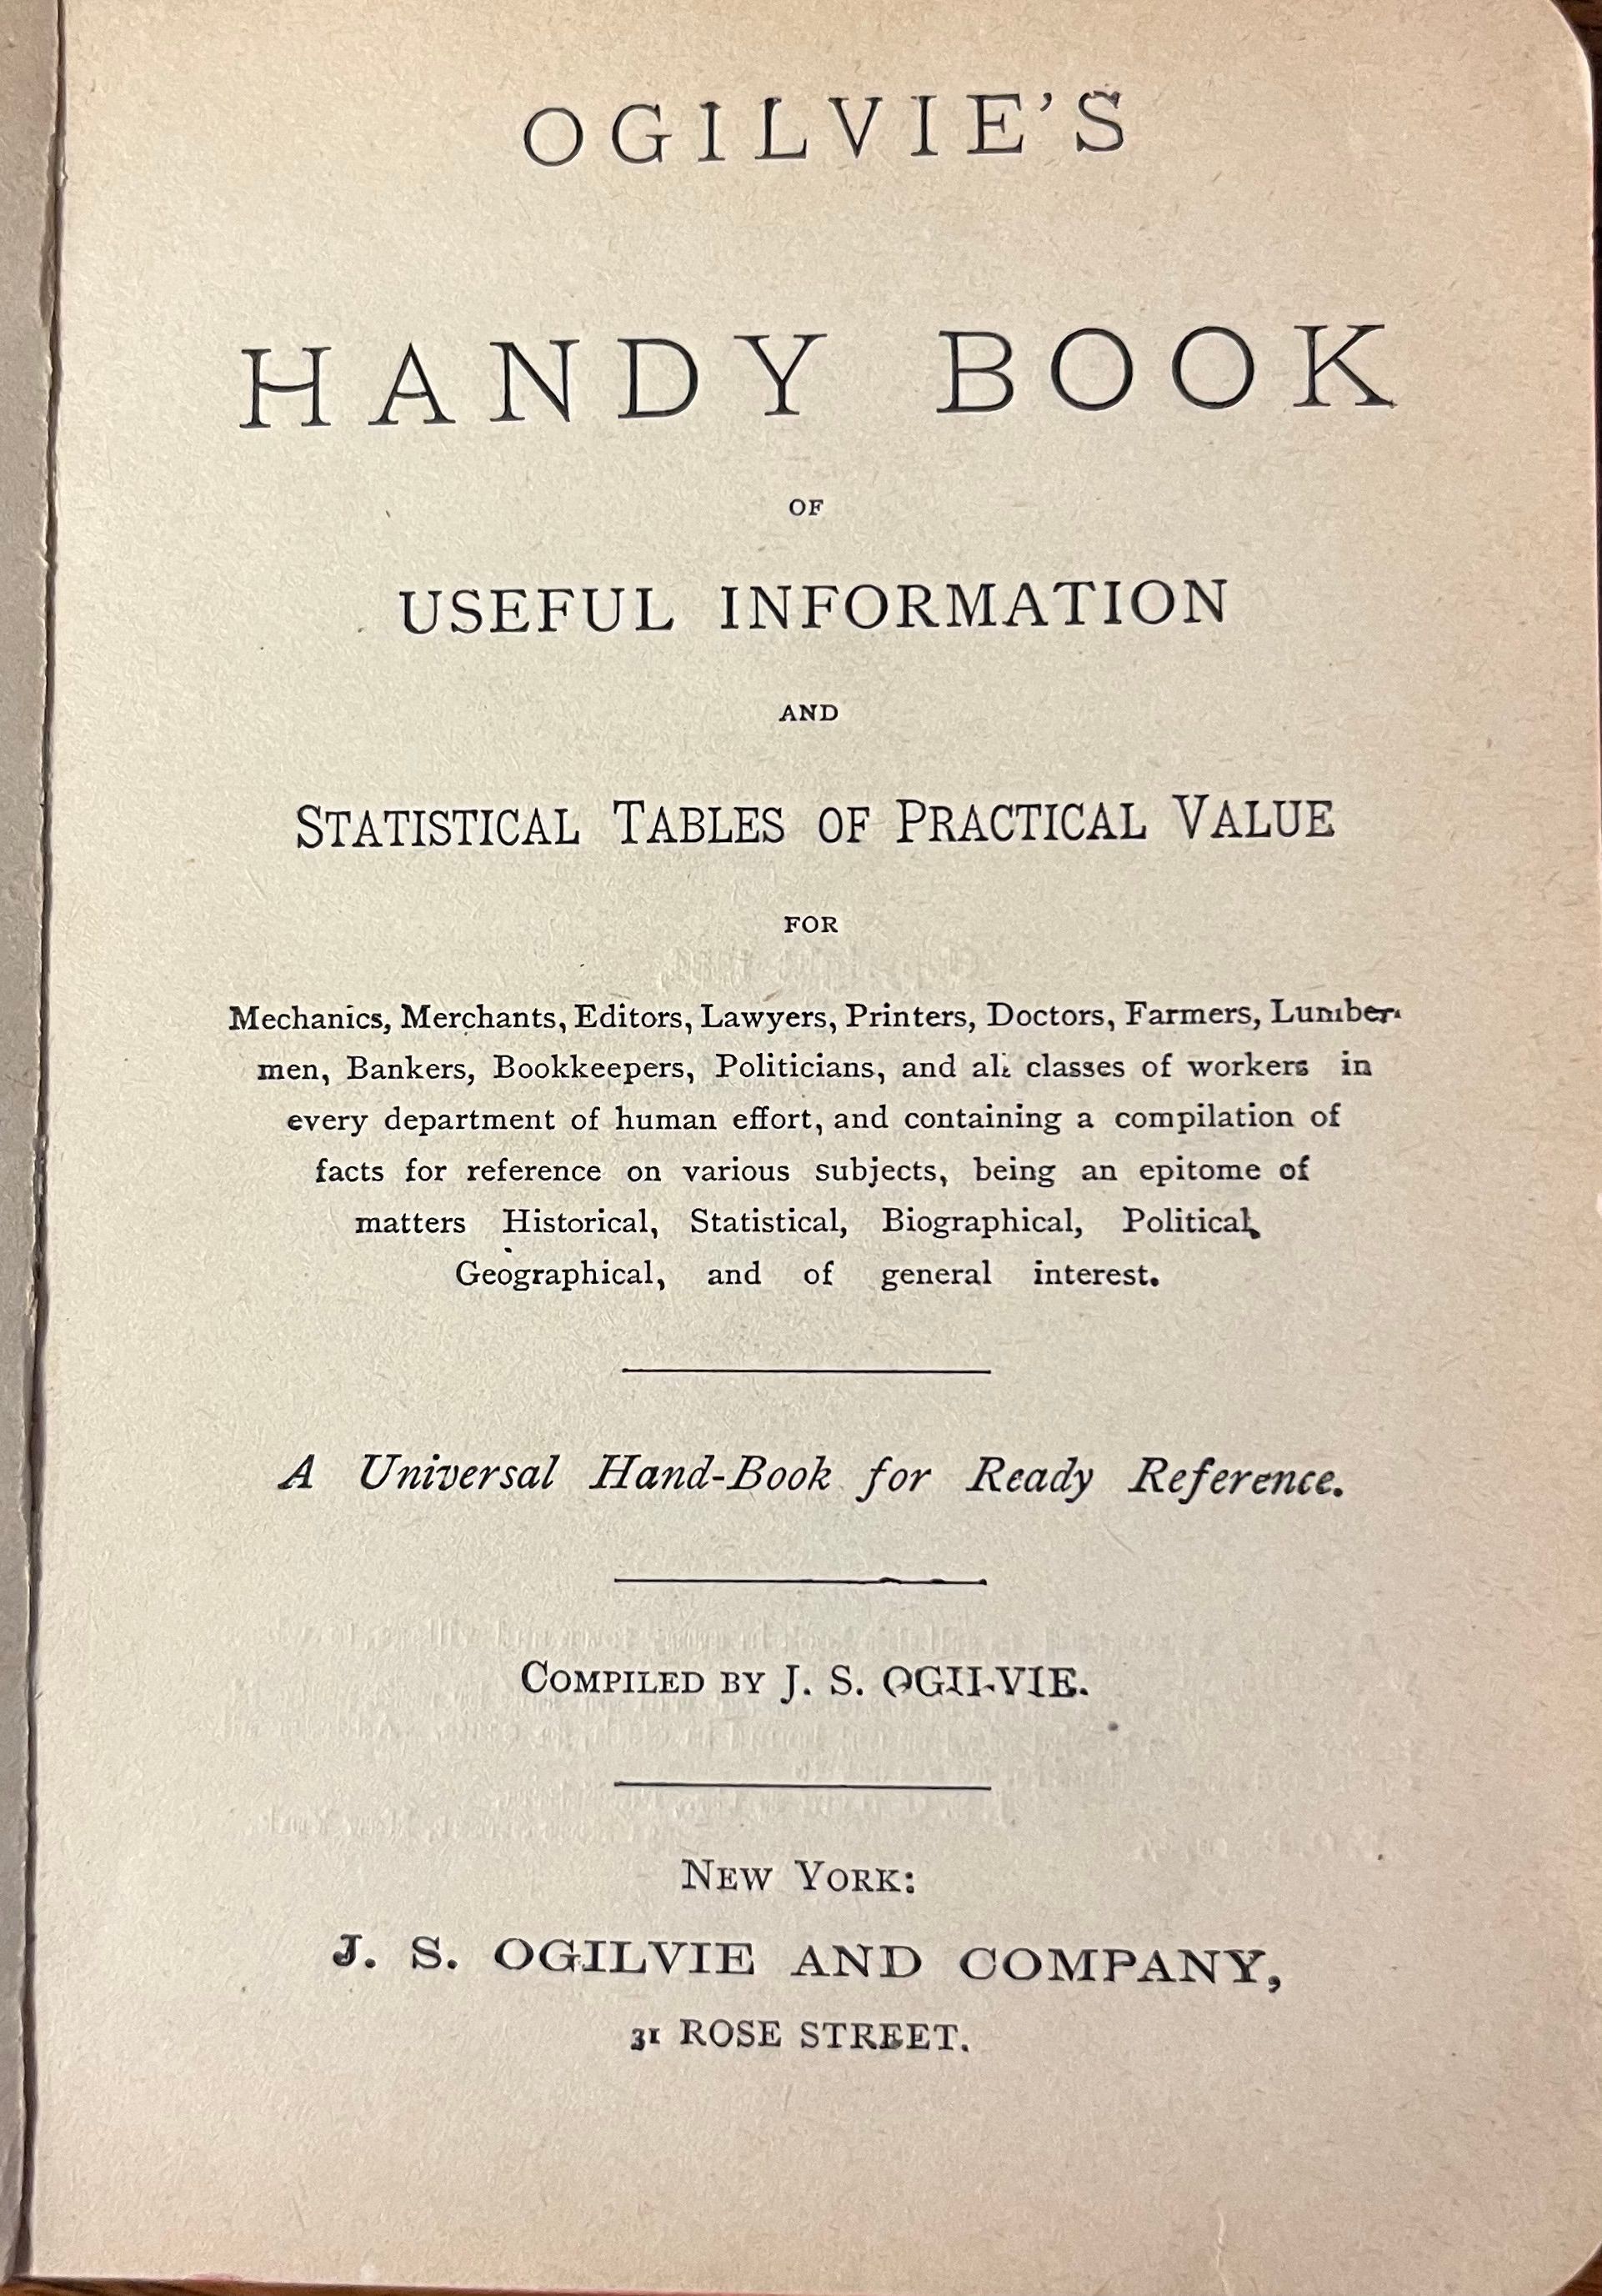 OGILVIE'S
HANDY BOOK
OF
USEFUL INFORMATION
AND
STATISTICAL TABLES OF PRACTICAL VALUE
FOR
Mechanics, Merchants, Editors, Lawyers, Printers, Doctors, Farmers, Lumber-
men, Bankers, Bookkeepers, Politicians, and all classes of workers in
every department of human effort, and containing a compilation of
facts for reference on various subjects, being an epitome of
matters Historical, Statistical, Biographical, Political,
Geographical, and of general interest.
A Universal Hand-Book for Ready Reference.
COMPILED BY J. S. OGILVIE.
NEW YORK:
J. S. OGILVIE AND COMPANY,
31 ROSE STREET.